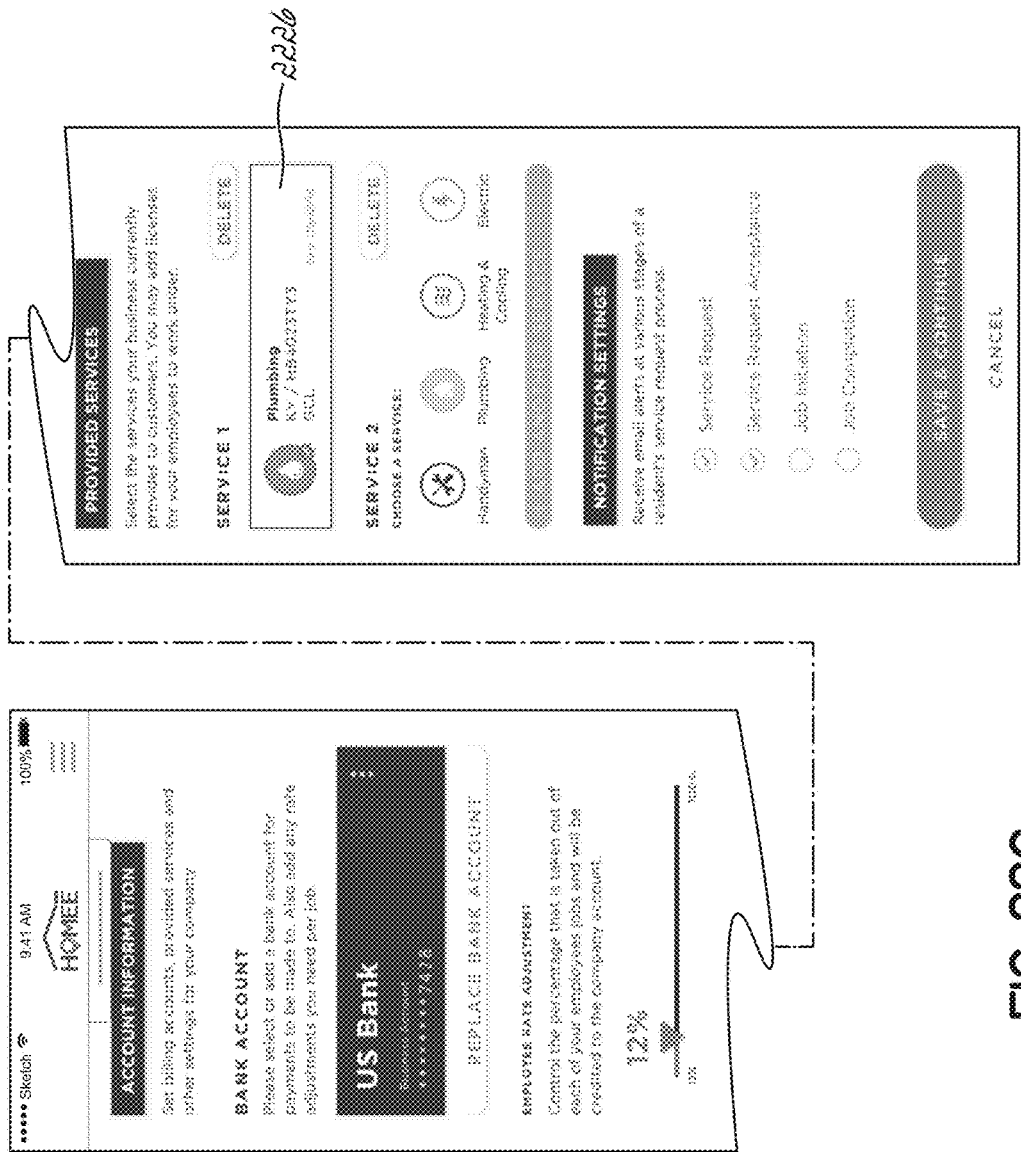 Sketch 9:41 AM 100%
HOMEE
ACCOUNT INFORMATION
Set billing accounts, provided services and
other settings for your company
BANK ACCOUNT
Please select or add a bank account for
payments to be made to. Also add any rate
adjustments you need per job.
US Bank
REPLACE BANK ACCOUNT
EMPLOYEE RATE ADJUSTMENT
Control the percentage that is taken out of
each of your employees jobs and will be
credited to the company account.
12%
PROVIDED SERVICES
Select the services your business currently
provides to customers. You may add licenses
for your employees to work under.
SERVICE 1
DELETE
Plumbing
2226
SERVICE 2
DELETE
CHOOSE A SERVICE:
Handyman Plumbing Heating & Cooling Electric
NOTIFICATION SETTINGS
Receive email alerts at various stages of a
resident's service request process.
Service Request
Service Request Acceptance
Job Initiation
Job Completion
CANCEL